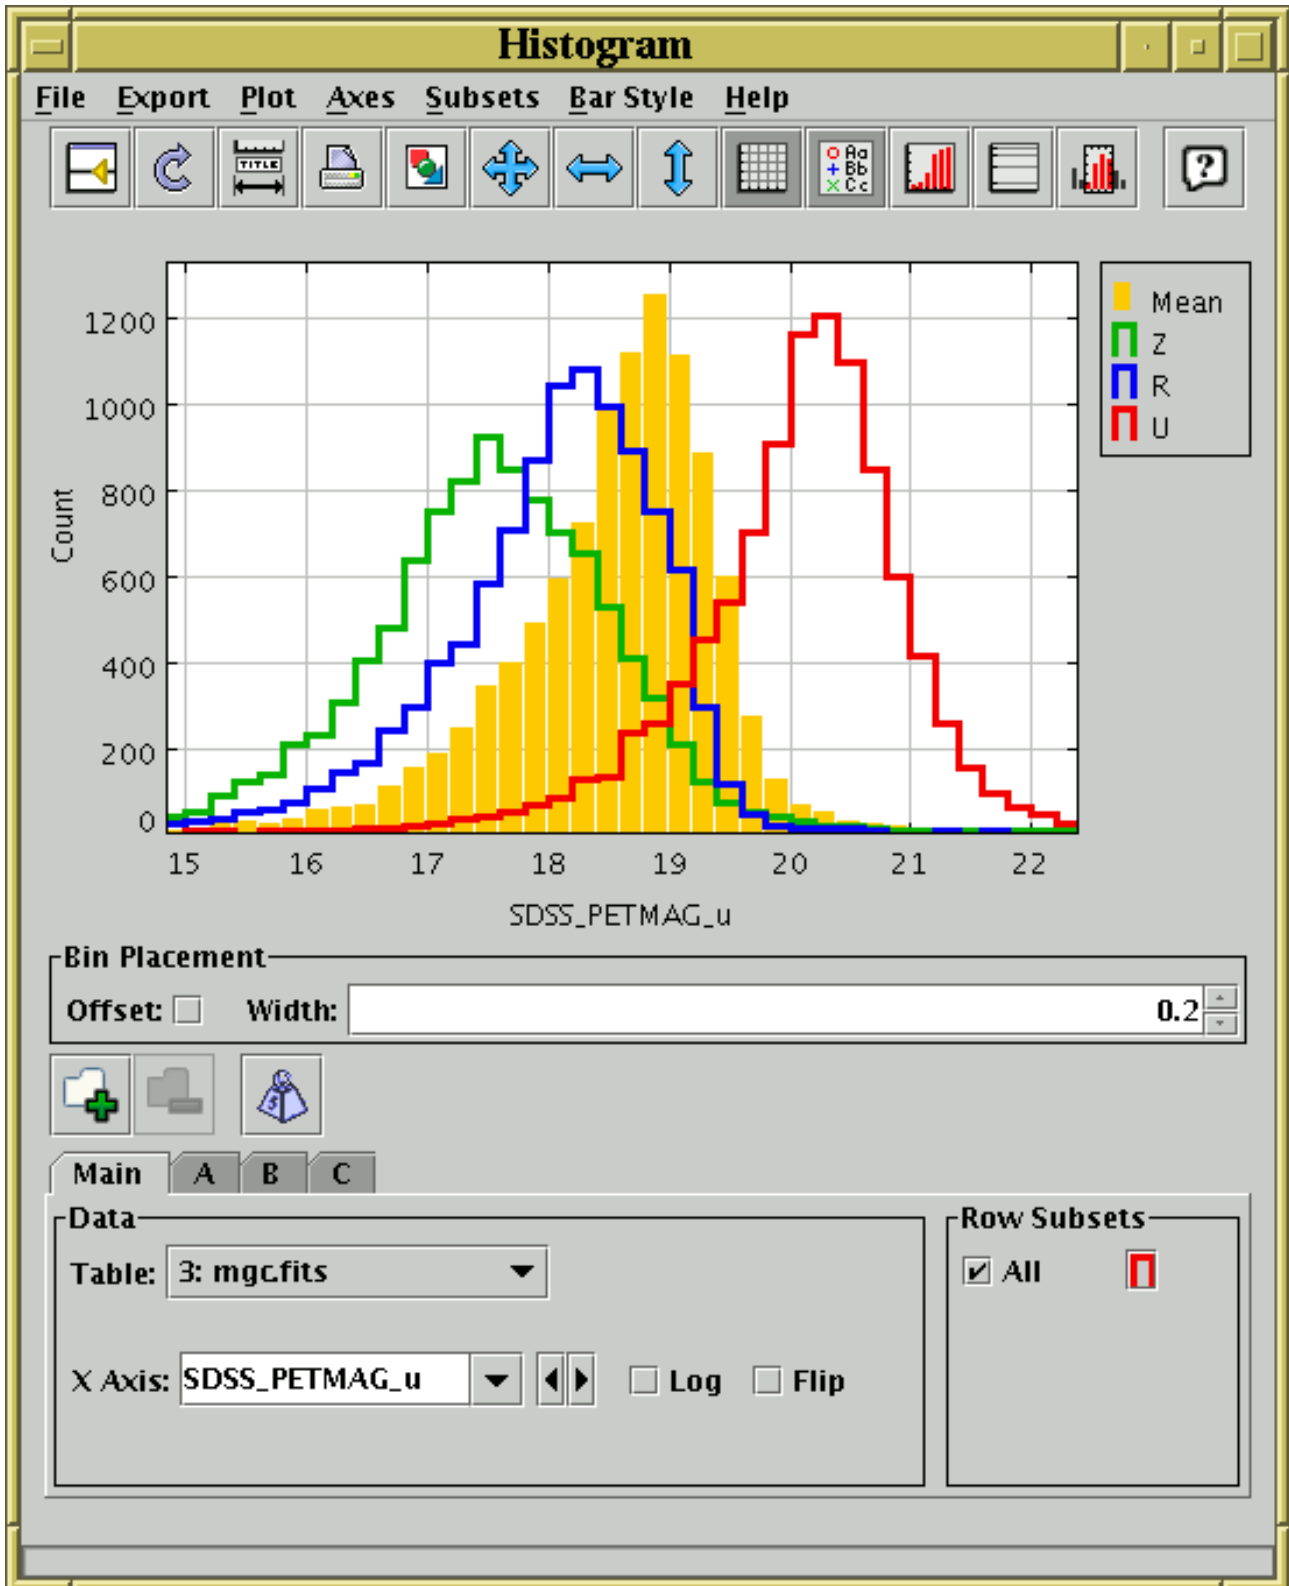 Histogram
File Export Plot Axes Subsets Bar Style Help
TITLE
Aa
Bb
Cc
?
Mean
Z
R
U
1200
1000
800
600
400
200
0
Count
15 16 17 18 19 20 21 22
SDSS_PETMAG_u
Bin Placement
Offset: Width: 0.2
Main A B C
Data
Row Subsets
Table: 3: mgc.fits
All
X Axis: SDSS_PETMAG_u Log Flip